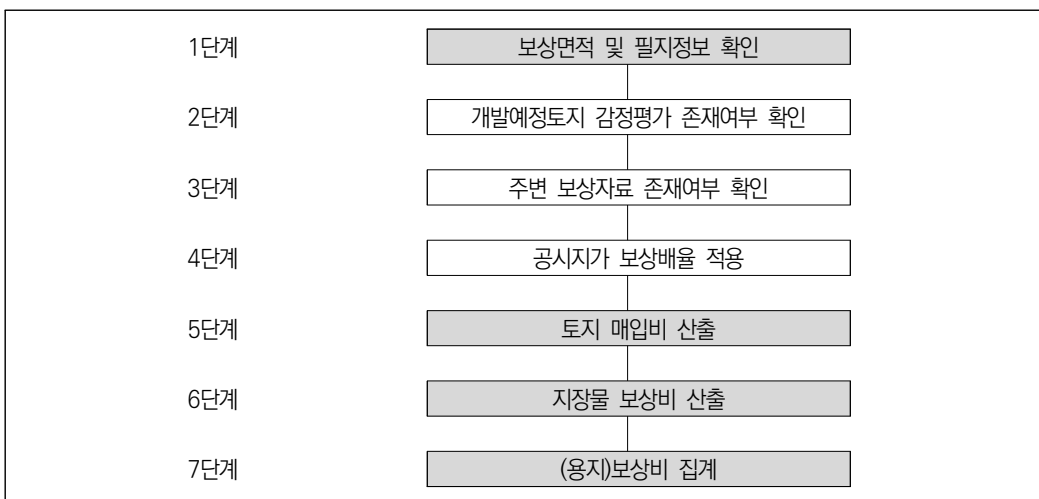 1단계 보상면적 및 필지정보 확인
2단계 개발예정토지 감정평가 존재여부 확인
3단계 주변 보상자료 존재여부 확인
4단계 공시지가 보상배율 적용
5단계 토지 매입비 산출
6단계 지장물 보상비 산출
7단계 (용지)보상비 집계